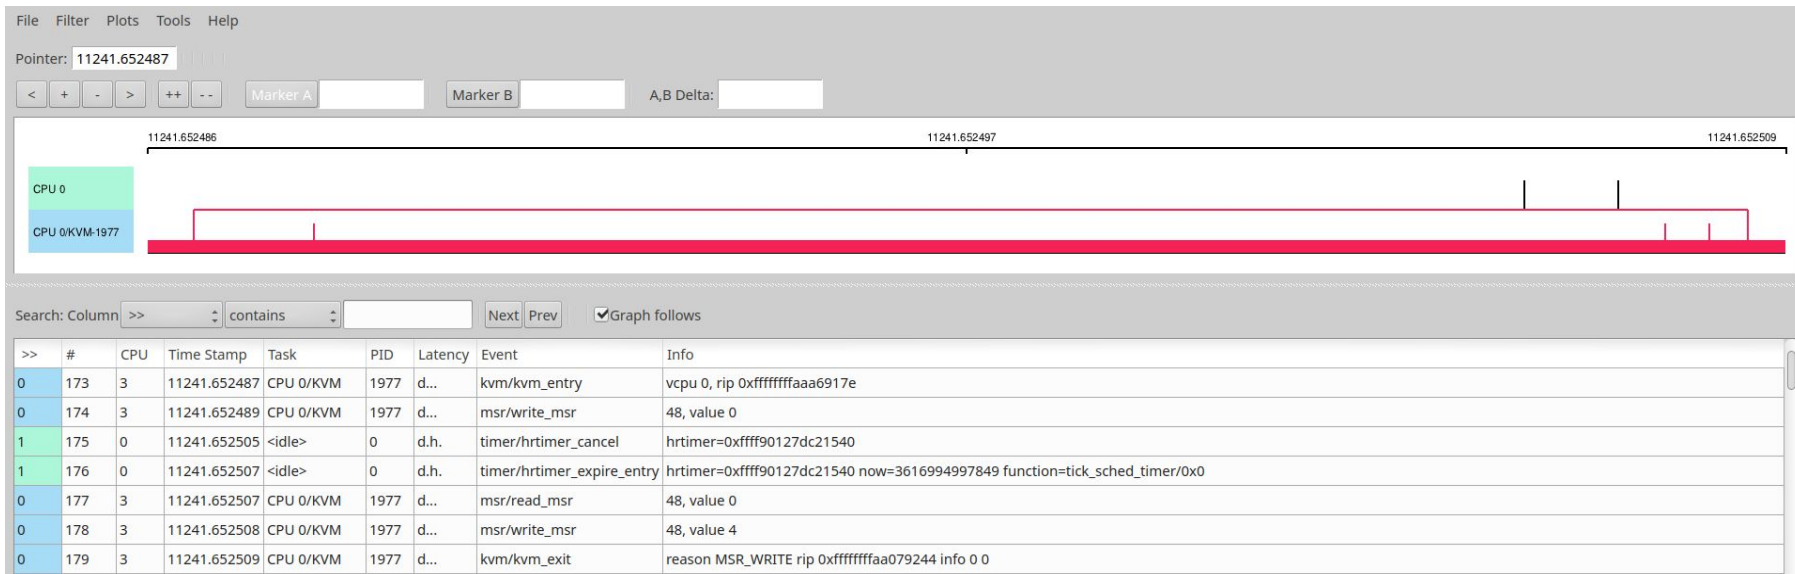 File Filter Plots Tools Help
Pointer: 11241.652487
< + - > ++ -- Marker A Marker B A,B Delta:
11241.652486 11241.652497 11241.652509
CPU 0
CPU 0/KVM-1977
Search: Column >> contains Next Prev Graph follows
>> # CPU Time Stamp Task PID Latency Event Info
0 173 3 11241.652487 CPU 0/KVM 1977 d... kvm/kvm_entry vcpu 0, rip 0xffffffffaaa6917e
0 174 3 11241.652489 CPU 0/KVM 1977 d... msr/write_msr 48, value 0
1 175 0 11241.652505 <idle> 0 d.h. timer/hrtimer_cancel hrtimer=0xffff90127dc21540
1 176 0 11241.652507 <idle> 0 d.h. timer/hrtimer_expire_entry hrtimer=0xffff90127dc21540 now=3616994997849 function=tick_sched_timer/0x0
0 177 3 11241.652507 CPU 0/KVM 1977 d... msr/read_msr 48, value 0
0 178 3 11241.652508 CPU 0/KVM 1977 d... msr/write_msr 48, value 4
0 179 3 11241.652509 CPU 0/KVM 1977 d... kvm/kvm_exit reason MSR_WRITE rip 0xffffffffaa079244 info 0 0